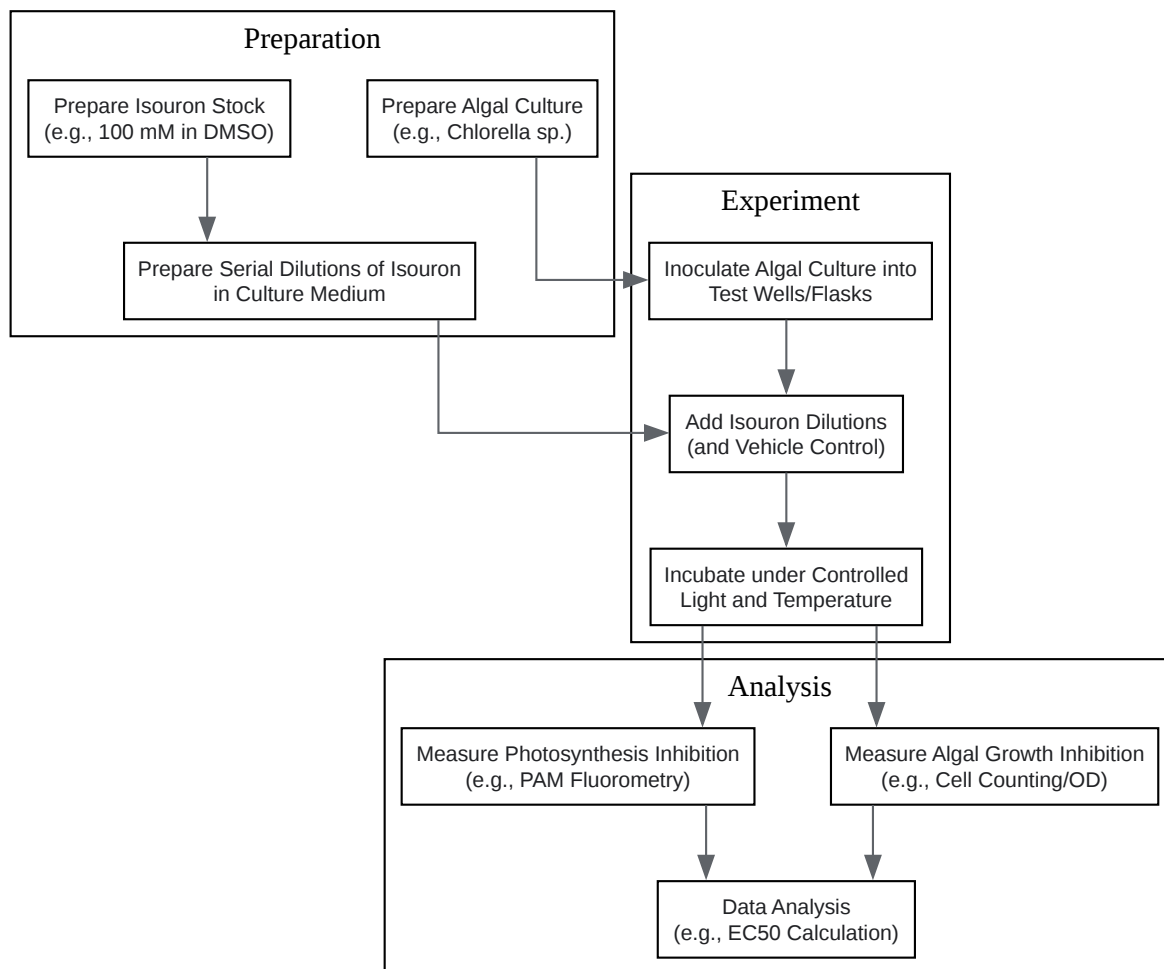 Preparation
Prepare Isouron Stock
(e.g., 100 mM in DMSO)
Prepare Algal Culture
(e.g., Chlorella sp.)
Prepare Serial Dilutions of Isouron
in Culture Medium
Experiment
Inoculate Algal Culture into
Test Wells/Flasks
Add Isouron Dilutions
(and Vehicle Control)
Incubate under Controlled
Light and Temperature
Analysis
Measure Photosynthesis Inhibition
(e.g., PAM Fluorometry)
Measure Algal Growth Inhibition
(e.g., Cell Counting/OD)
Data Analysis
(e.g., EC50 Calculation)